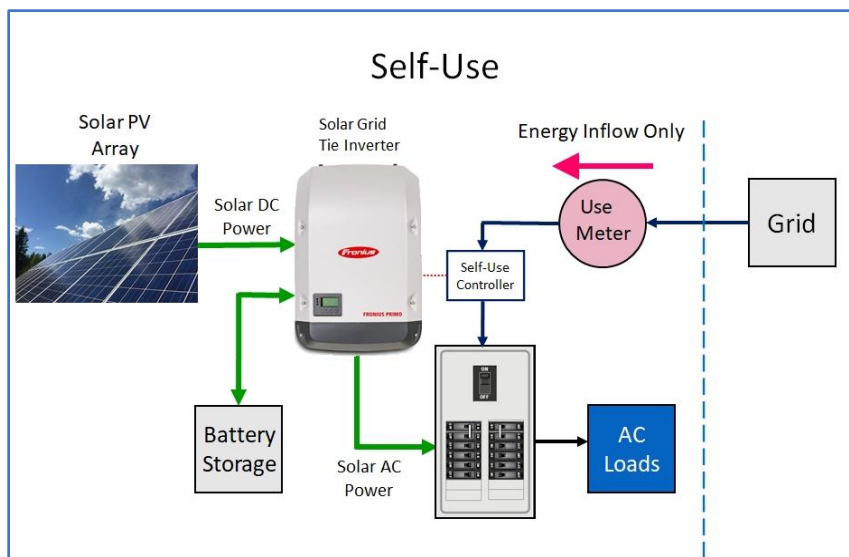 Self-Use
Solar PV
Array
Solar Grid
Tie Inverter
Energy Inflow Only
Solar DC
Power
Use
Meter
Grid
Fronius
Self-Use
Controller
FRONIUS PRIMO
ON
OFF
Battery
Storage
Solar AC
Power
AC
Loads